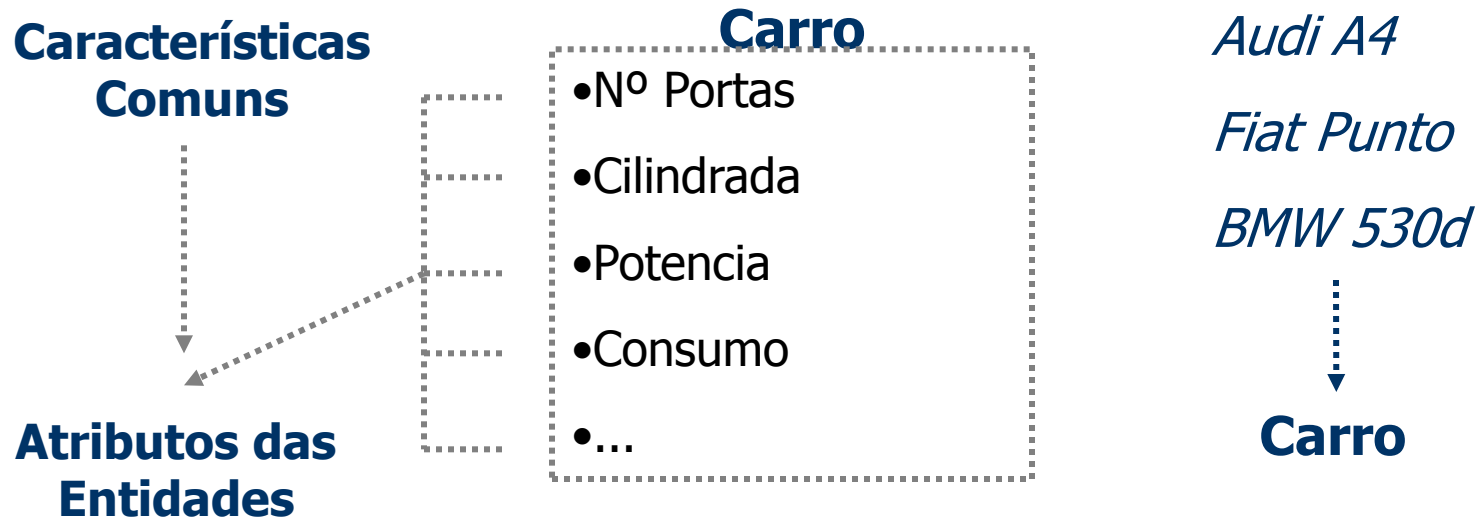 Características
Comuns
Atributos das
Entidades
Carro
•Nº Portas
•Cilindrada
•Potencia
•Consumo
•...
Audi A4
Fiat Punto
BMW 530d
Carro